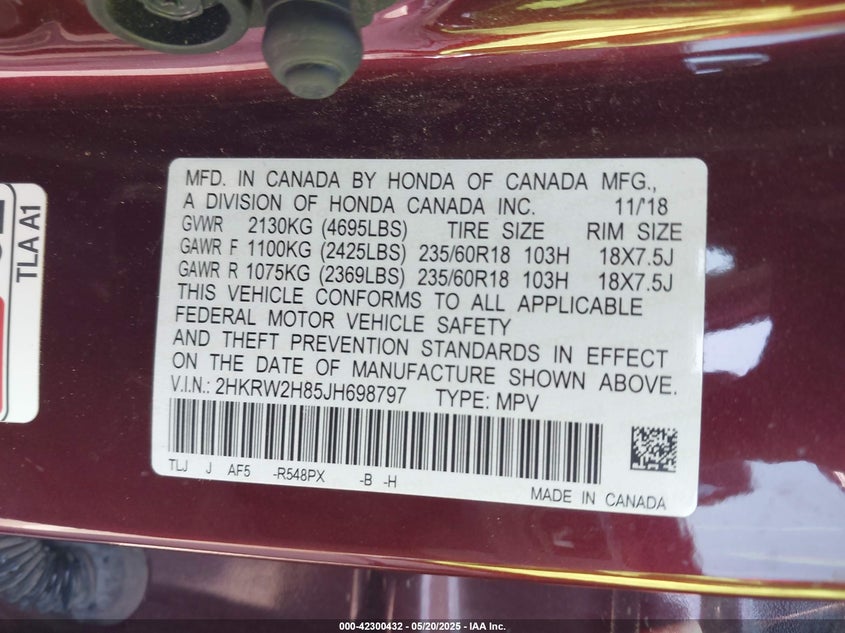 MFD. IN CANADA BY HONDA OF CANADA MFG.,
A DIVISION OF HONDA CANADA INC. 11/'18
GVWR 2130KG (4695LBS) TIRE SIZE RIM SIZE
GAWR F 1100KG (2425LBS) 235/60R18 103H 18X7.5J
GAWR R 1075KG (2369LBS) 235/60R18 103H 18X7.5J
THIS VEHICLE CONFORMS TO ALL APPLICABLE
FEDERAL MOTOR VEHICLE SAFETY
AND THEFT PREVENTION STANDARDS IN EFFECT
ON THE DATE OF MANUFACTURE SHOWN ABOVE.
V.I.N.: 2HKRW2H85JH698797 TYPE: MPV
TLJ J AF5 -R548PX -B -H
MADE IN CANADA
TLA A1
000-42300432 - 05/20/2025 - IAA Inc.